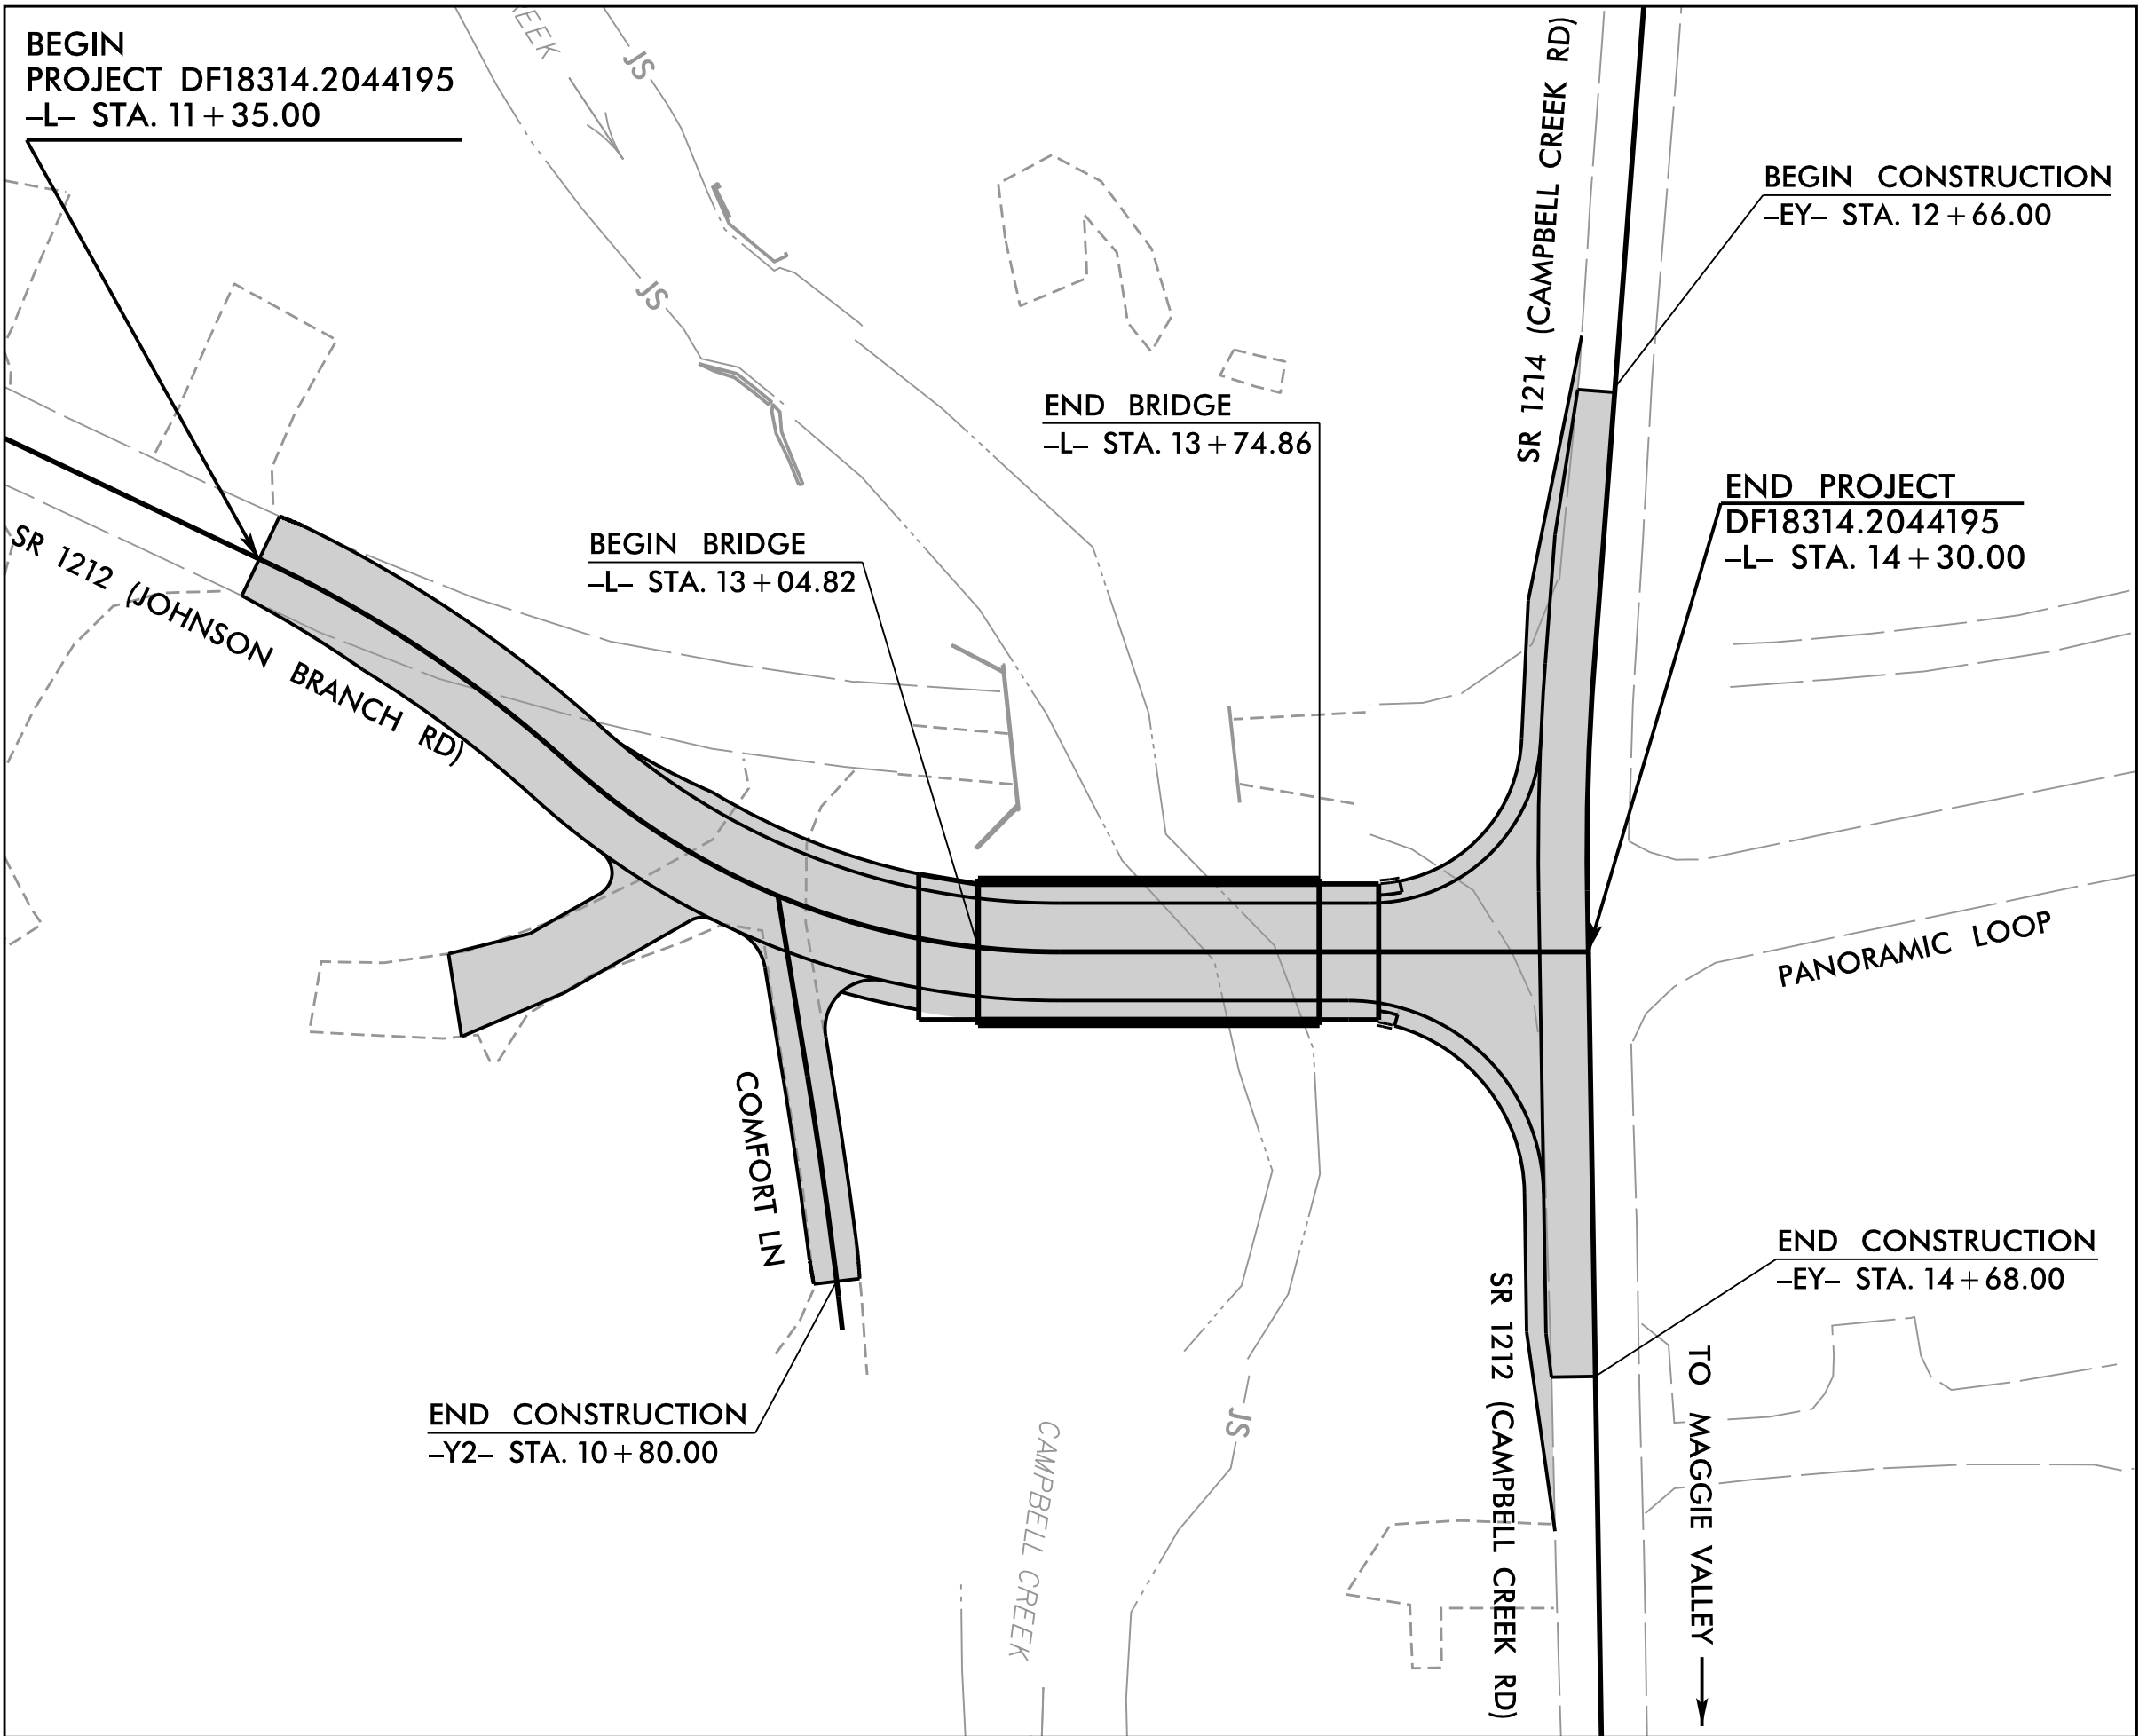 BEGIN
PROJECT DF18314.2044195
–L– STA. 11+35.00
EEK
JS
JS
SR 1214 (CAMPBELL CREEK RD)
BEGIN CONSTRUCTION
–EY– STA. 12+66.00
END BRIDGE
–L– STA. 13+74.86
END PROJECT
DF18314.2044195
–L– STA. 14+30.00
BEGIN BRIDGE
–L– STA. 13+04.82
SR 1212 (JOHNSON BRANCH RD)
PANORAMIC LOOP
COMFORT LN
END CONSTRUCTION
–EY– STA. 14+68.00
SR 1212 (CAMPBELL CREEK RD)
TO MAGGIE VALLEY
END CONSTRUCTION
–Y2– STA. 10+80.00
JS
CAMPBELL CREEK